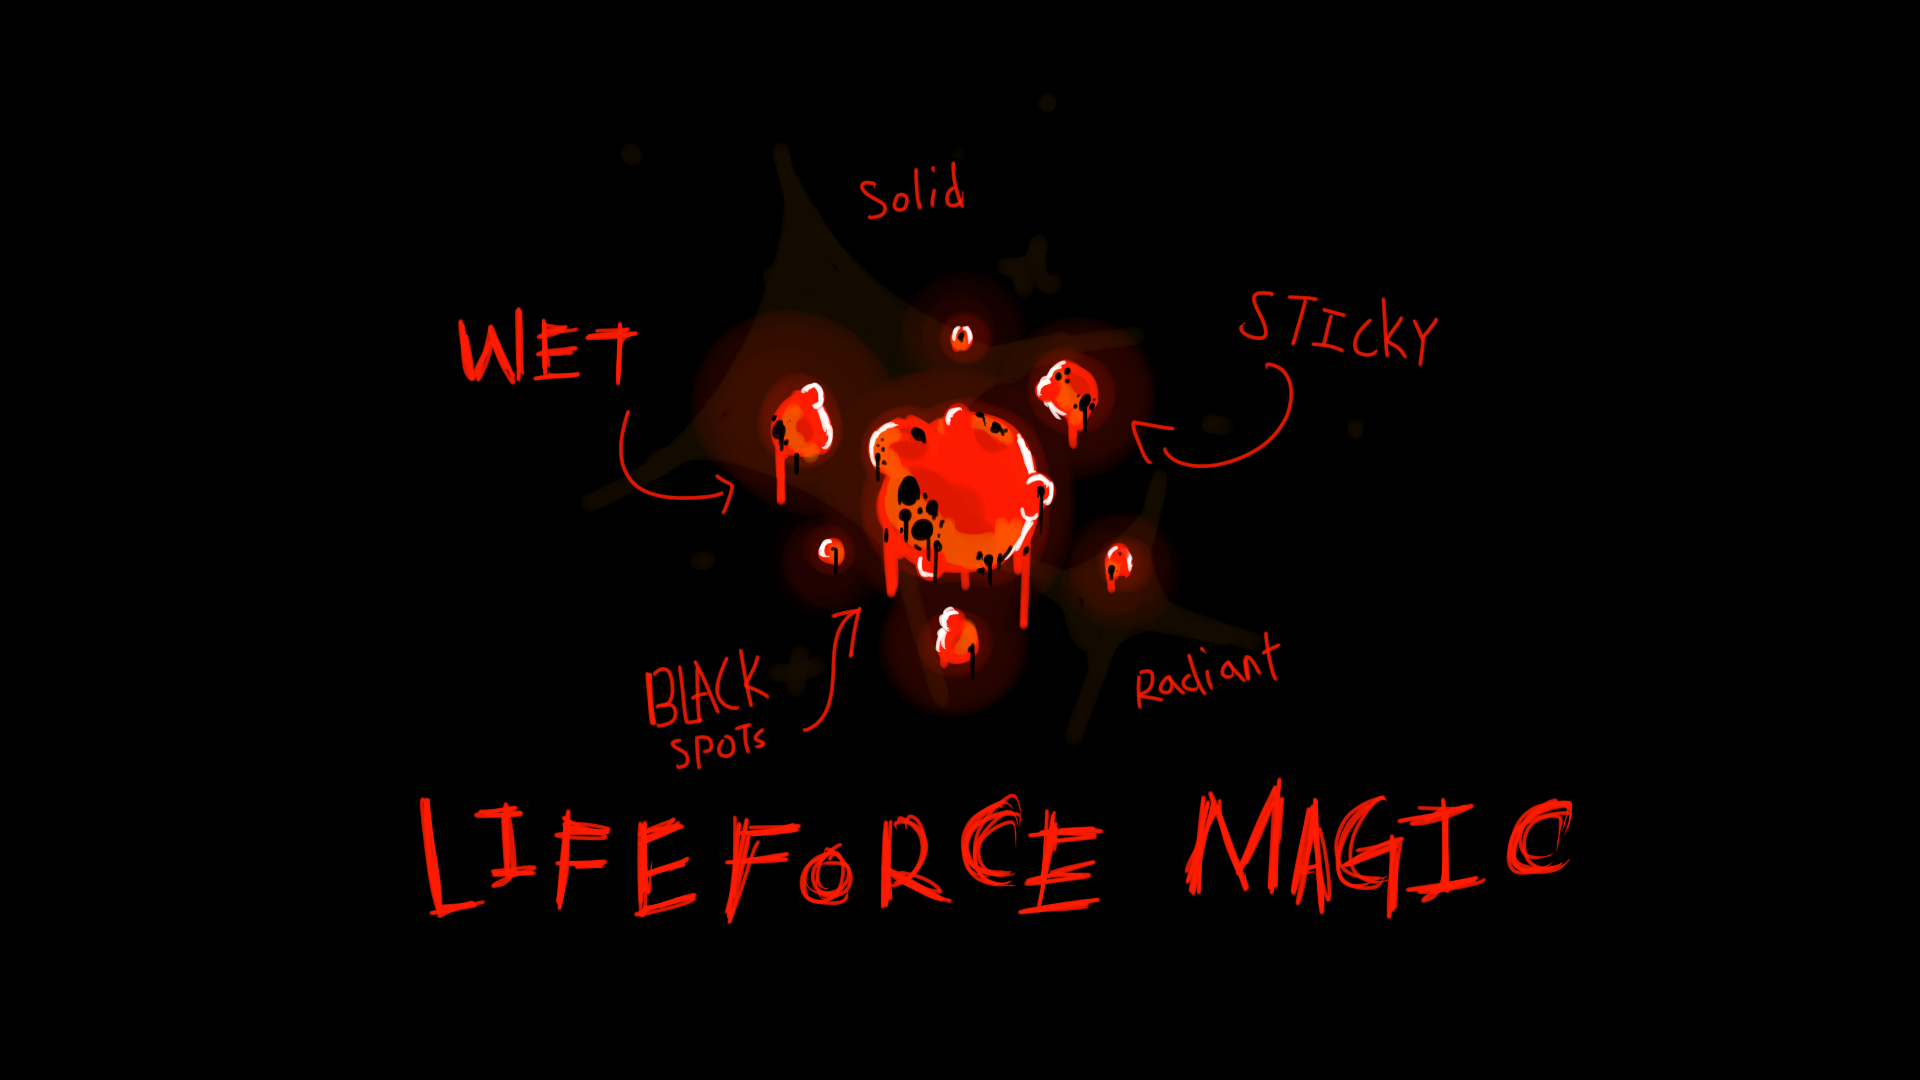 Solid
WET
STICKY
BLACK
SPOTS
Radiant
LIFEFORCE MAGIC